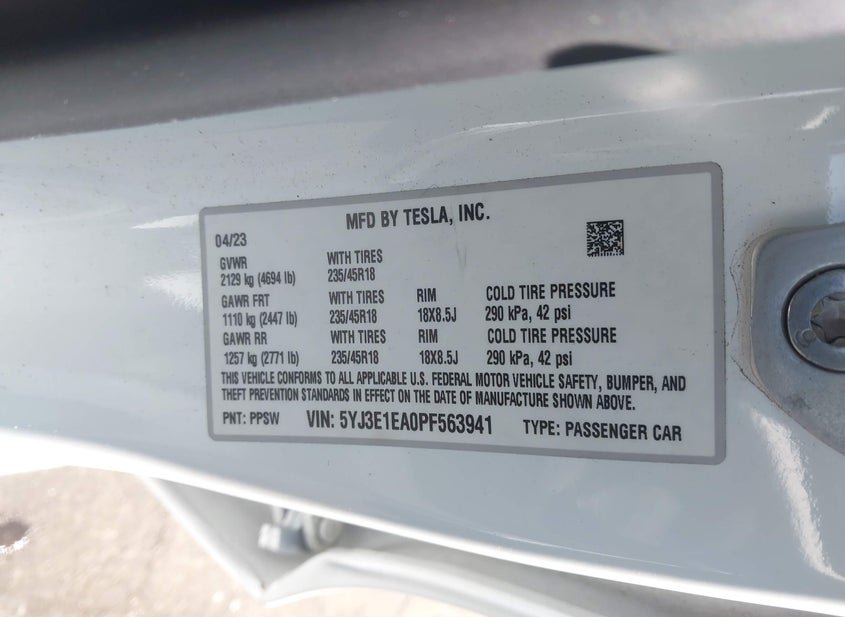 MFD BY TESLA, INC.
04/23
GVWR WITH TIRES
2129 kg (4694 lb) 235/45R18
GAWR FRT WITH TIRES RIM COLD TIRE PRESSURE
1110 kg (2447 lb) 235/45R18 18X8.5J 290 kPa, 42 psi
GAWR RR WITH TIRES RIM COLD TIRE PRESSURE
1257 kg (2771 lb) 235/45R18 18X8.5J 290 kPa, 42 psi
THIS VEHICLE CONFORMS TO ALL APPLICABLE U.S. FEDERAL MOTOR VEHICLE SAFETY, BUMPER, AND
THEFT PREVENTION STANDARDS IN EFFECT ON THE DATE OF MANUFACTURE SHOWN ABOVE.
PNT: PPSW VIN: 5YJ3E1EA0PF563941 TYPE: PASSENGER CAR